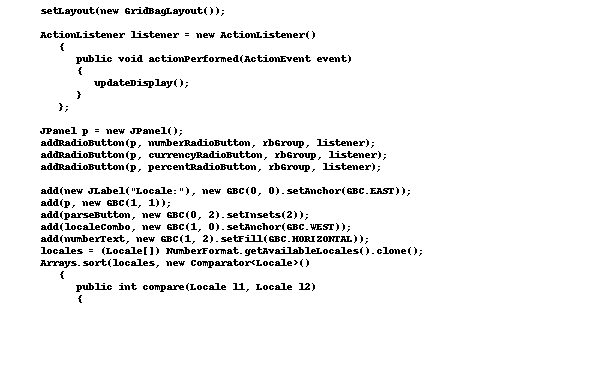 setLayout(new GridBagLayout());
ActionListener listener = new ActionListener()
{
public void actionPerformed(ActionEvent event)
{
updateDisplay();
}
};
JPanel p = new JPanel();
addRadioButton(p, numberRadioButton, rbGroup, listener);
addRadioButton(p, currencyRadioButton, rbGroup, listener);
addRadioButton(p, percentRadioButton, rbGroup, listener);
add(new JLabel("Locale:"), new GBC(0, 0).setAnchor(GBC.EAST));
add(p, new GBC(1, 1));
add(parseButton, new GBC(0, 2).setInsets(2));
add(localeCombo, new GBC(1, 0).setAnchor(GBC.WEST));
add(numberText, new GBC(1, 2).setFill(GBC.HORIZONTAL));
locales = (Locale[]) NumberFormat.getAvailableLocales().clone();
Arrays.sort(locales, new Comparator<Locale>()
{
public int compare(Locale l1, Locale l2)
{